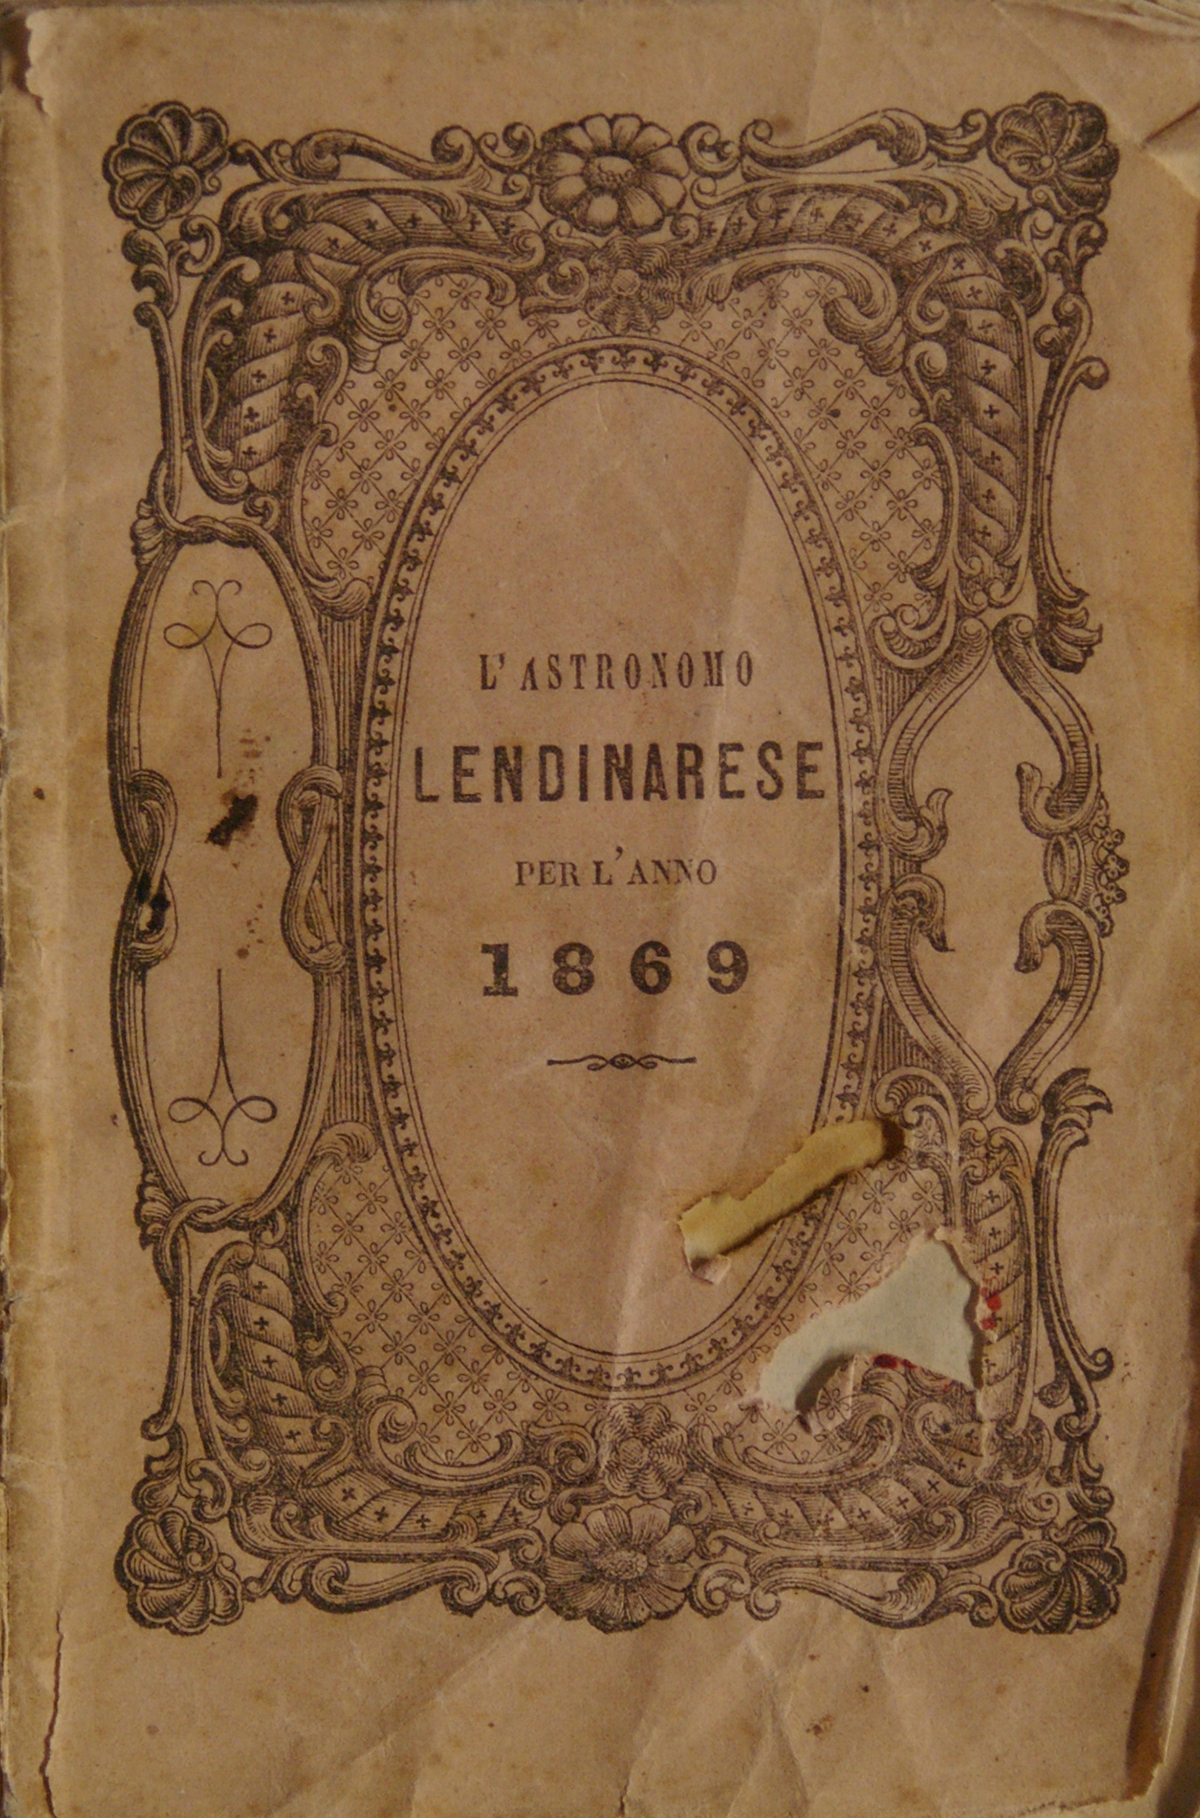 L'ASTRONOMO
LENDINARESE
PER L'ANNO
1869